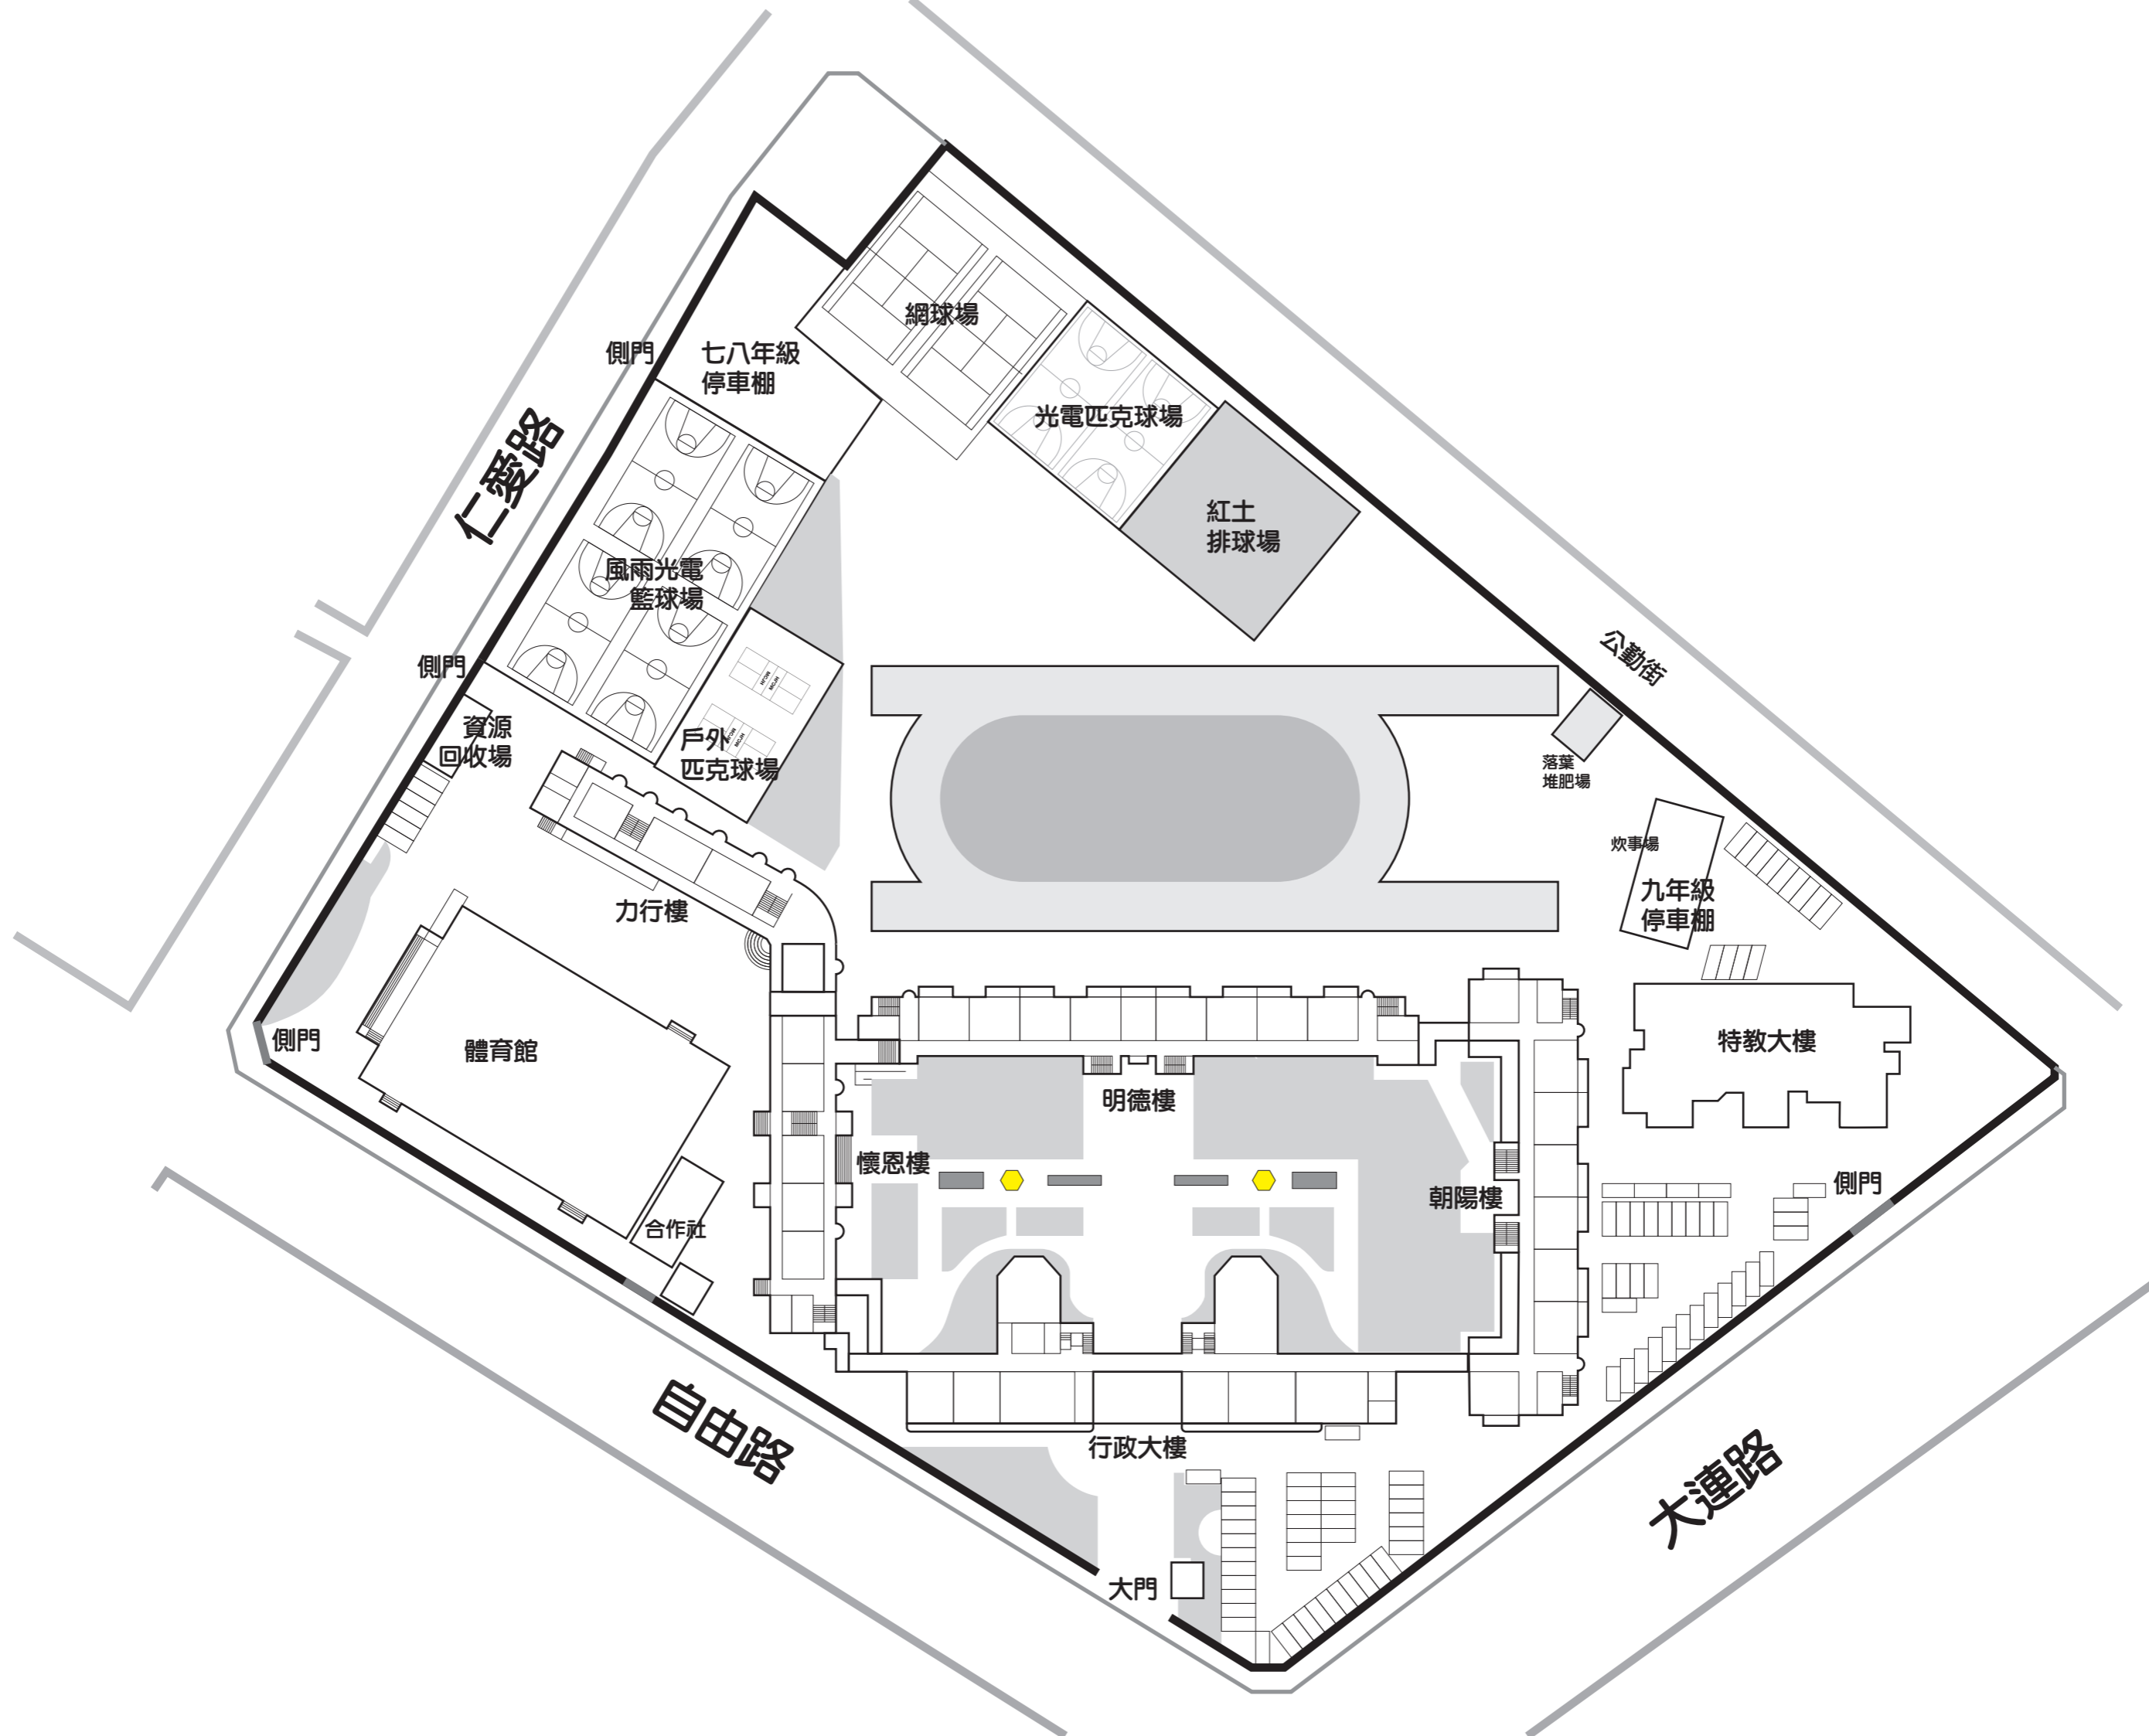 網球場
側門
七八年級
停車棚
光電匹克球場
仁愛路
紅土
排球場
風雨光電
籃球場
公勤街
側門
資源
回收場
戶外
匹克球場
落葉
堆肥場
炊事場
九年級
停車棚
力行樓
側門
體育館
特教大樓
明德樓
懷恩樓
側門
朝陽樓
合作社
自由路
行政大樓
大連路
大門